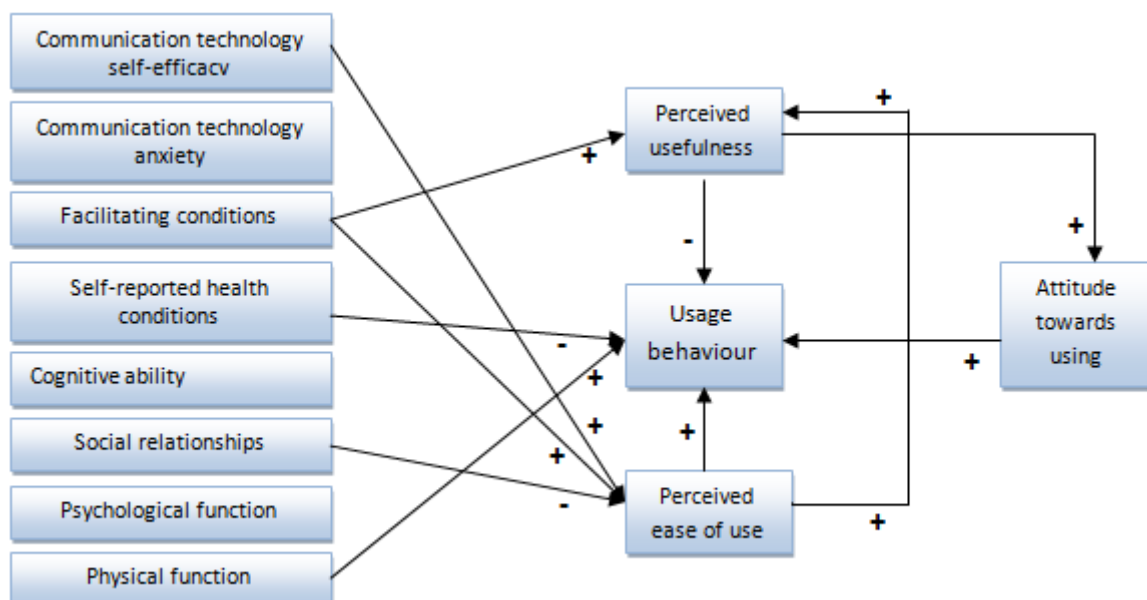 Communication technology
self-efficacv
Communication technology
anxiety
Facilitating conditions
Self-reported health
conditions
Cognitive ability
Social relationships
Psychological function
Physical function
Perceived
usefulness
Usage
behaviour
Perceived
ease of use
Attitude
towards
using
+
+
+
-
-
+
+
+
+
+
-
+